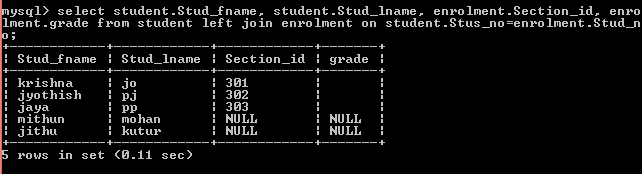 mysql> select student.Stud_fname, student.Stud_lname, enrolment.Section_id, enro
lment.grade from student left join enrolment on student.Stus_no=enrolment.Stud_n
o;
+------------+------------+------------+-------+
| Stud_fname | Stud_lname | Section_id | grade |
+------------+------------+------------+-------+
| krishna | jo | 301 | |
| jyothish | pj | 302 | |
| jaya | pp | 303 | |
| mithun | mohan | NULL | NULL |
| jithu | kutur | NULL | NULL |
+------------+------------+------------+-------+
5 rows in set (0.11 sec)